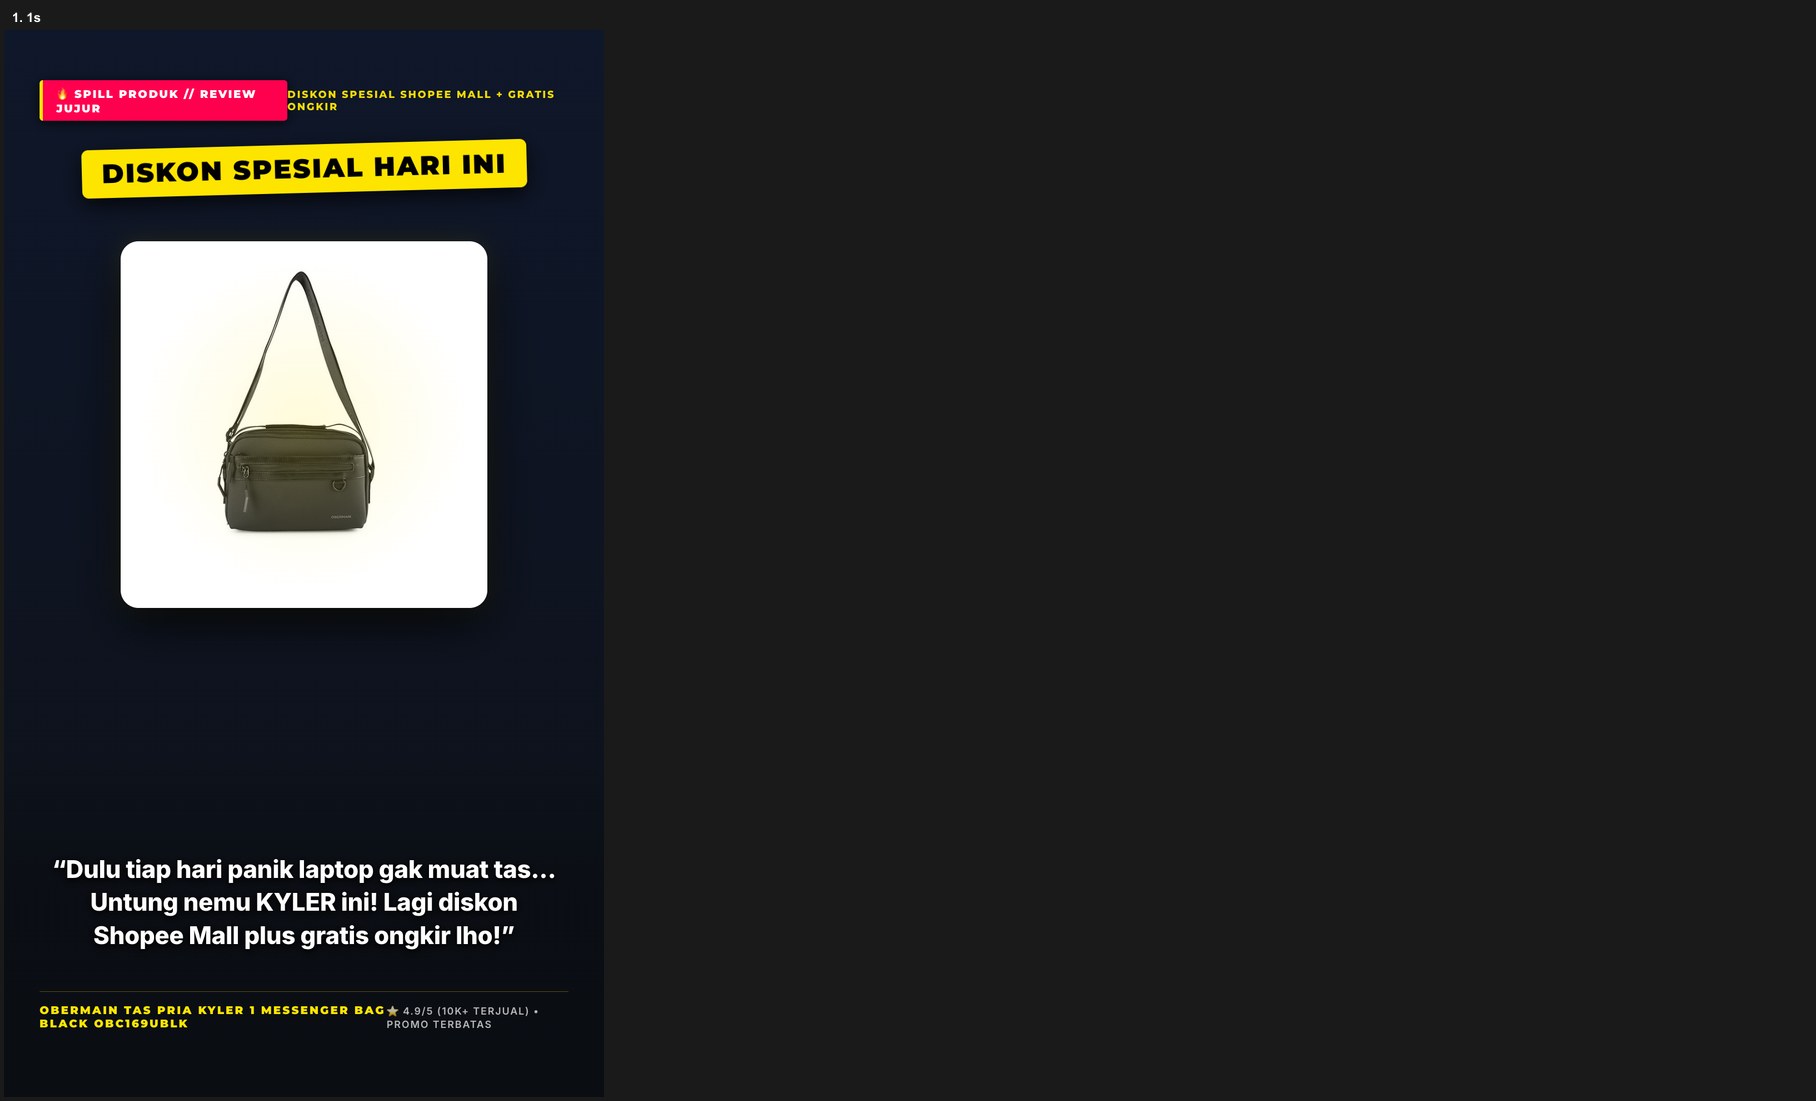 1. 1s
🔥 SPILL PRODUK // REVIEW
JUJUR
DISKON SPESIAL SHOPEE MALL + GRATIS
ONGKIR
DISKON SPESIAL HARI INI
“Dulu tiap hari panik laptop gak muat tas...
Untung nemu KYLER ini! Lagi diskon
Shopee Mall plus gratis ongkir lho!”
OBERMAIN TAS PRIA KYLER 1 MESSENGER BAG
BLACK OBC169UBLK
⭐ 4.9/5 (10K+ TERJUAL) •
PROMO TERBATAS